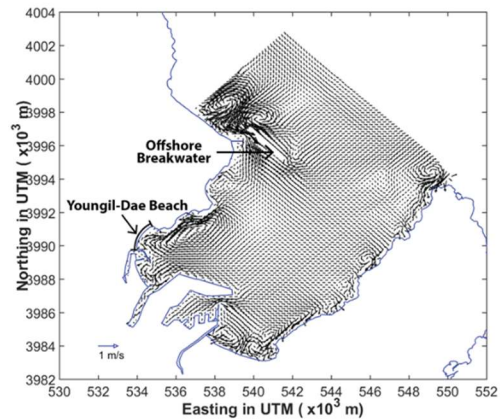 4004
4002
4000
3998
3996
3994
3992
3990
3988
3986
3984
3982
Northing in UTM ( x10³ m)
Offshore
Breakwater
Youngil-Dae Beach
1 m/s
530 532 534 536 538 540 542 544 546 548 550 552
Easting in UTM ( x10³ m)